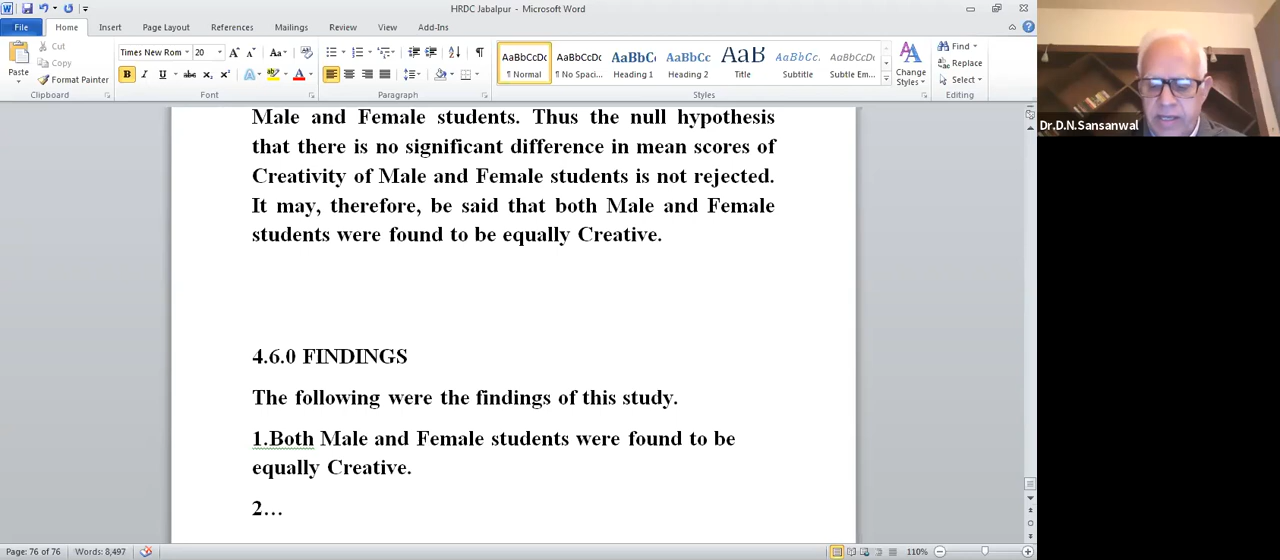 HRDC Jabalpur - Microsoft Word
File Home Insert Page Layout References Mailings Review View Add-Ins
Paste Cut Copy Format Painter Clipboard
Times New Rom 20 Font
Paragraph
AaBbCcDc ¶ Normal AaBbCcDc ¶ No Spaci... AaBbC Heading 1 AaBbCc Heading 2 AaB Title AaBbCc. Subtitle AaBbCcDc Subtle Em... Change Styles Styles
Find Replace Select Editing
Dr.D.N.Sansanwal
Male and Female students. Thus the null hypothesis
that there is no significant difference in mean scores of
Creativity of Male and Female students is not rejected.
It may, therefore, be said that both Male and Female
students were found to be equally Creative.
4.6.0 FINDINGS
The following were the findings of this study.
1.Both Male and Female students were found to be
equally Creative.
2…
Page: 76 of 76 Words: 8,497 110%